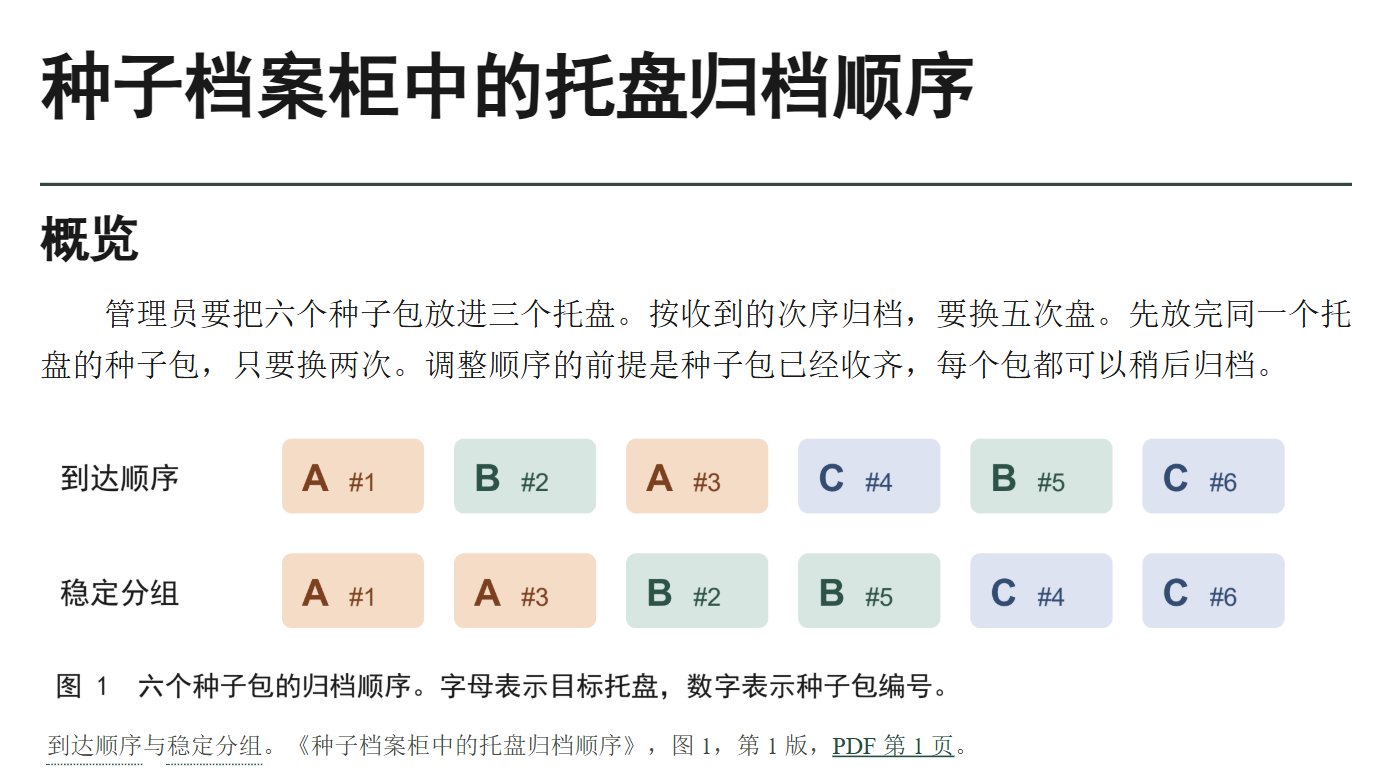 种子档案柜中的托盘归档顺序
概览
管理员要把六个种子包放进三个托盘。按收到的次序归档，要换五次盘。先放完同一个托
盘的种子包，只要换两次。调整顺序的前提是种子包已经收齐，每个包都可以稍后归档。
到达顺序 A #1 B #2 A #3 C #4 B #5 C #6
稳定分组 A #1 A #3 B #2 B #5 C #4 C #6
图 1 六个种子包的归档顺序。字母表示目标托盘，数字表示种子包编号。
到达顺序与稳定分组。《种子档案柜中的托盘归档顺序》，图 1，第 1 版，PDF 第 1 页。